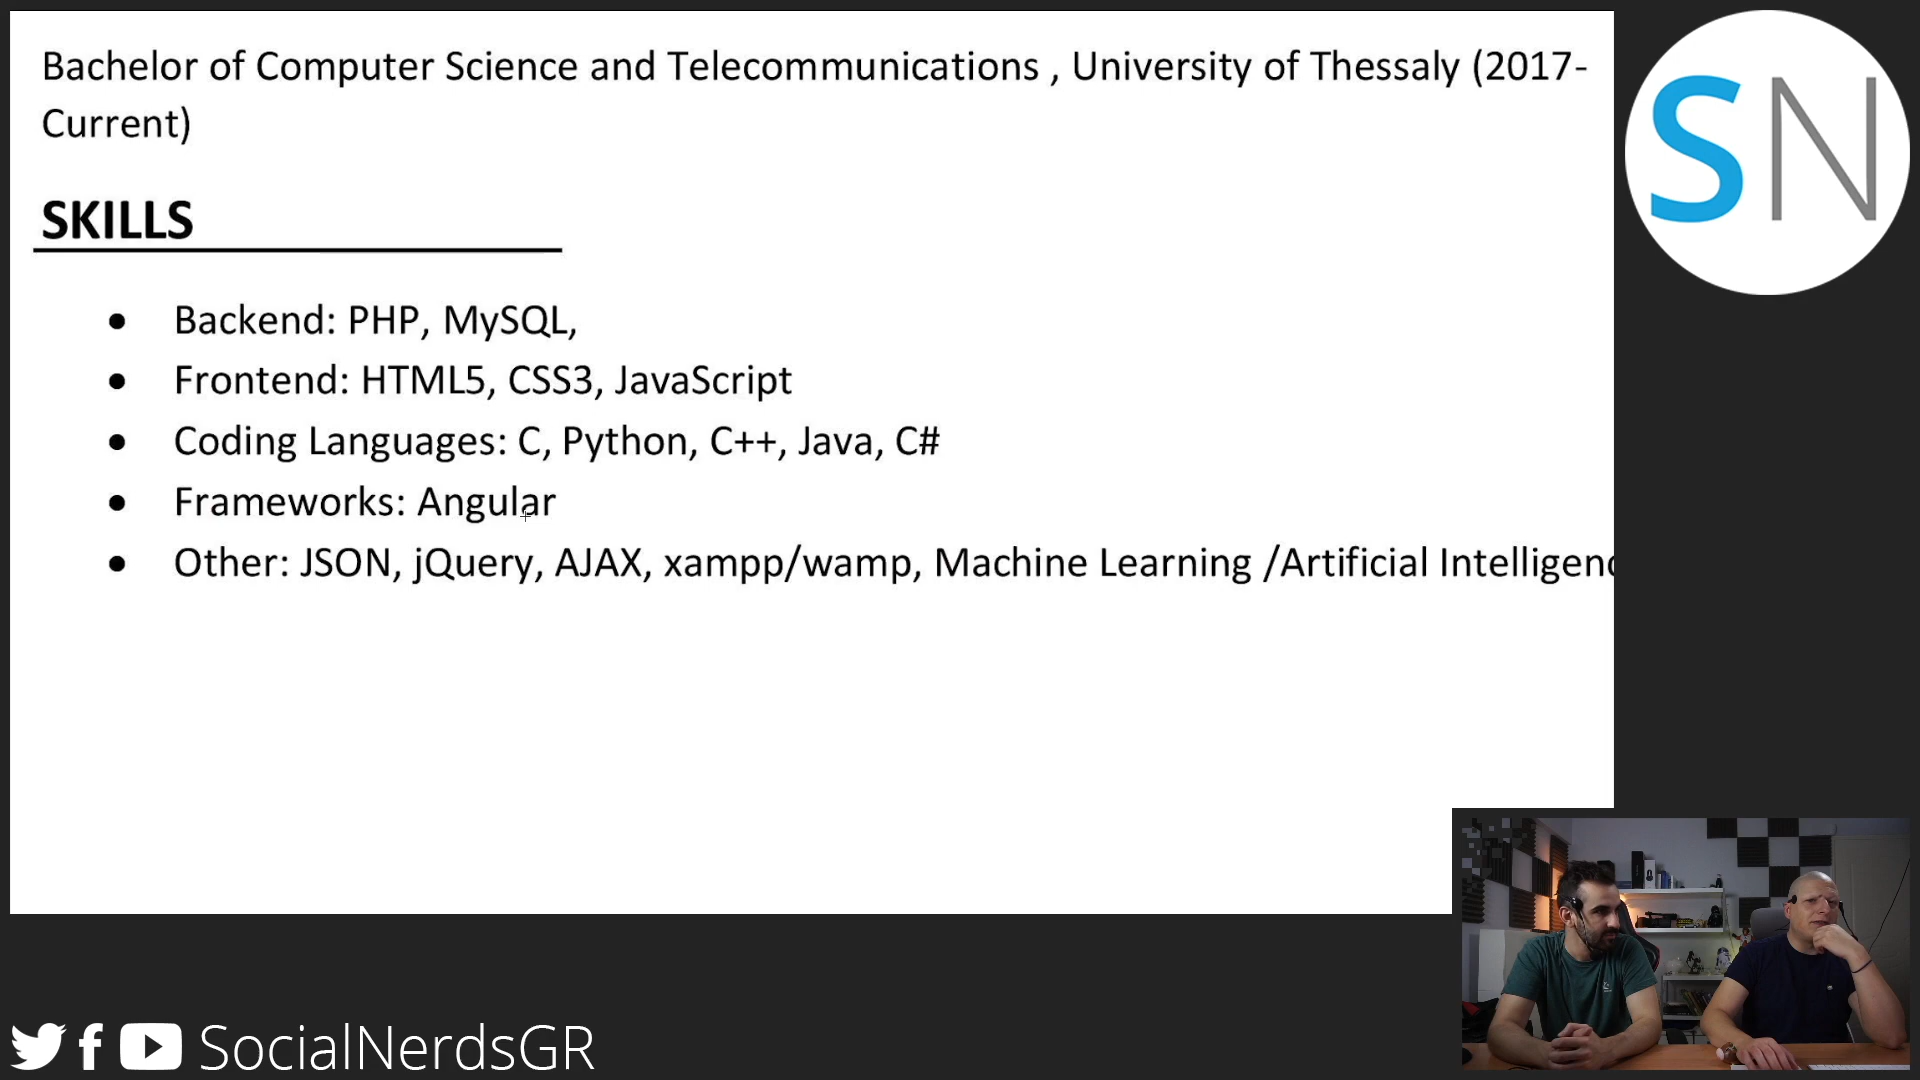 Bachelor of Computer Science and Telecommunications , University of Thessaly (2017-
Current)
SKILLS
• Backend: PHP, MySQL,
• Frontend: HTML5, CSS3, JavaScript
• Coding Languages: C, Python, C++, Java, C#
• Frameworks: Angular
• Other: JSON, jQuery, AJAX, xampp/wamp, Machine Learning /Artificial Intelligenc
SN
SocialNerdsGR